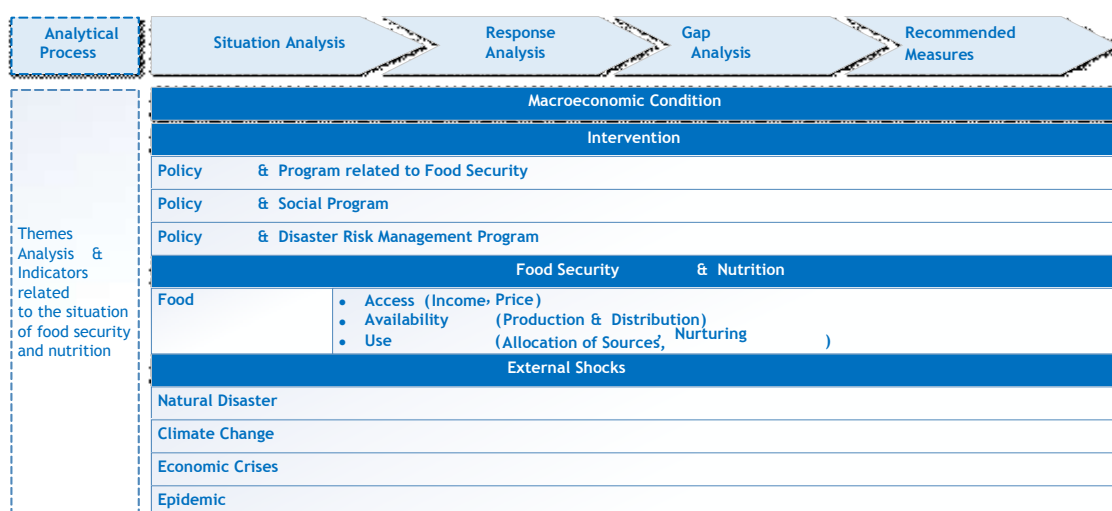 Analytical
Process
Situation Analysis
Response
Analysis
Gap
Analysis
Recommended
Measures
Macroeconomic Condition
Intervention
Policy & Program related to Food Security
Policy & Social Program
Policy & Disaster Risk Management Program
Themes
Analysis &
Indicators
related
to the situation
of food security
and nutrition
Food Security & Nutrition
Food
• Access (Income, Price)
• Availability (Production & Distribution)
• Use (Allocation of Sources, Nurturing )
External Shocks
Natural Disaster
Climate Change
Economic Crises
Epidemic